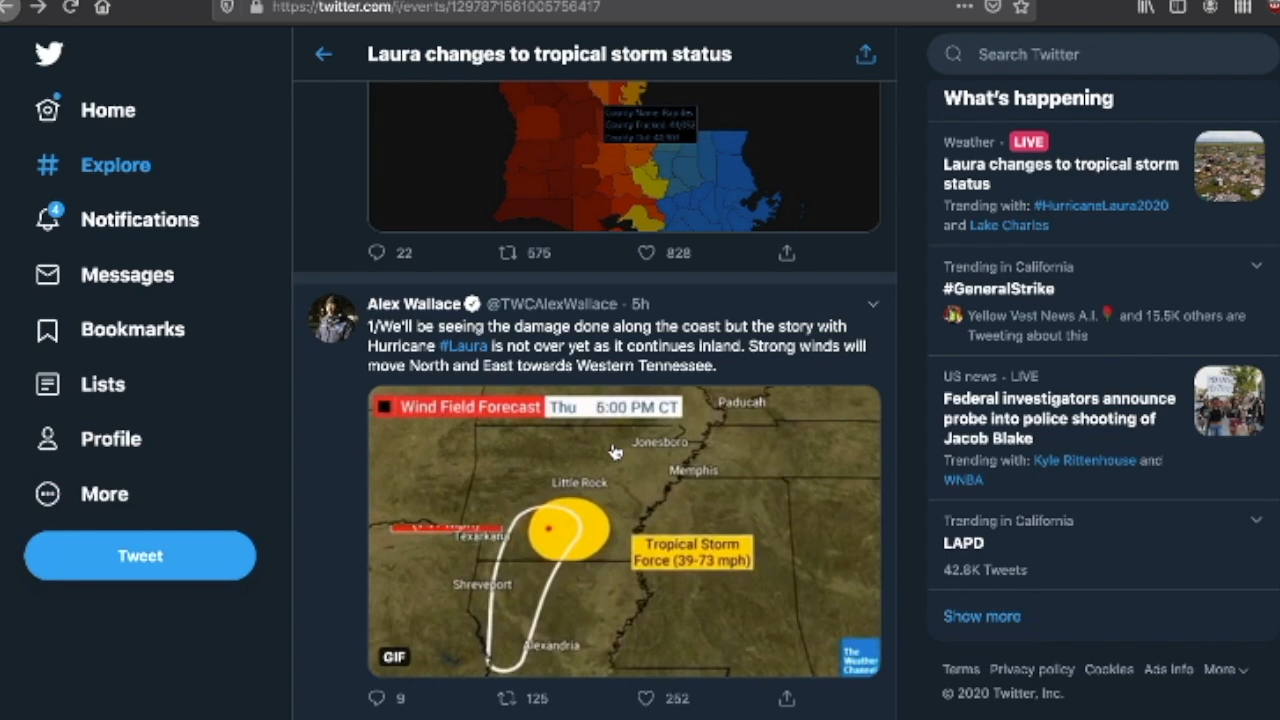 https://twitter.com/i/events/1297871561005756417
Laura changes to tropical storm status
Search Twitter
Home
Explore
4
Notifications
Messages
Bookmarks
Lists
Profile
More
Tweet
22 575 828
Alex Wallace @TWCAlexWallace · 5h
1/We'll be seeing the damage done along the coast but the story with
Hurricane #Laura is not over yet as it continues inland. Strong winds will
move North and East towards Western Tennessee.
Wind Field Forecast Thu 5:00 PM CT
Paducah
Jonesboro
Memphis
Little Rock
Texarkana
Tropical Storm
Force (39-73 mph)
Shreveport
Alexandria
GIF
The
Weather
Channel
9 125 252
What's happening
Weather · LIVE
Laura changes to tropical storm
status
Trending with: #HurricaneLaura2020
and Lake Charles
Trending in California
#GeneralStrike
Yellow Vest News A.I. and 15.5K others are
Tweeting about this
US news · LIVE
Federal investigators announce
probe into police shooting of
Jacob Blake
Trending with: Kyle Rittenhouse and
WNBA
Trending in California
LAPD
42.8K Tweets
Show more
Terms Privacy policy Cookies Ads info More
© 2020 Twitter, Inc.